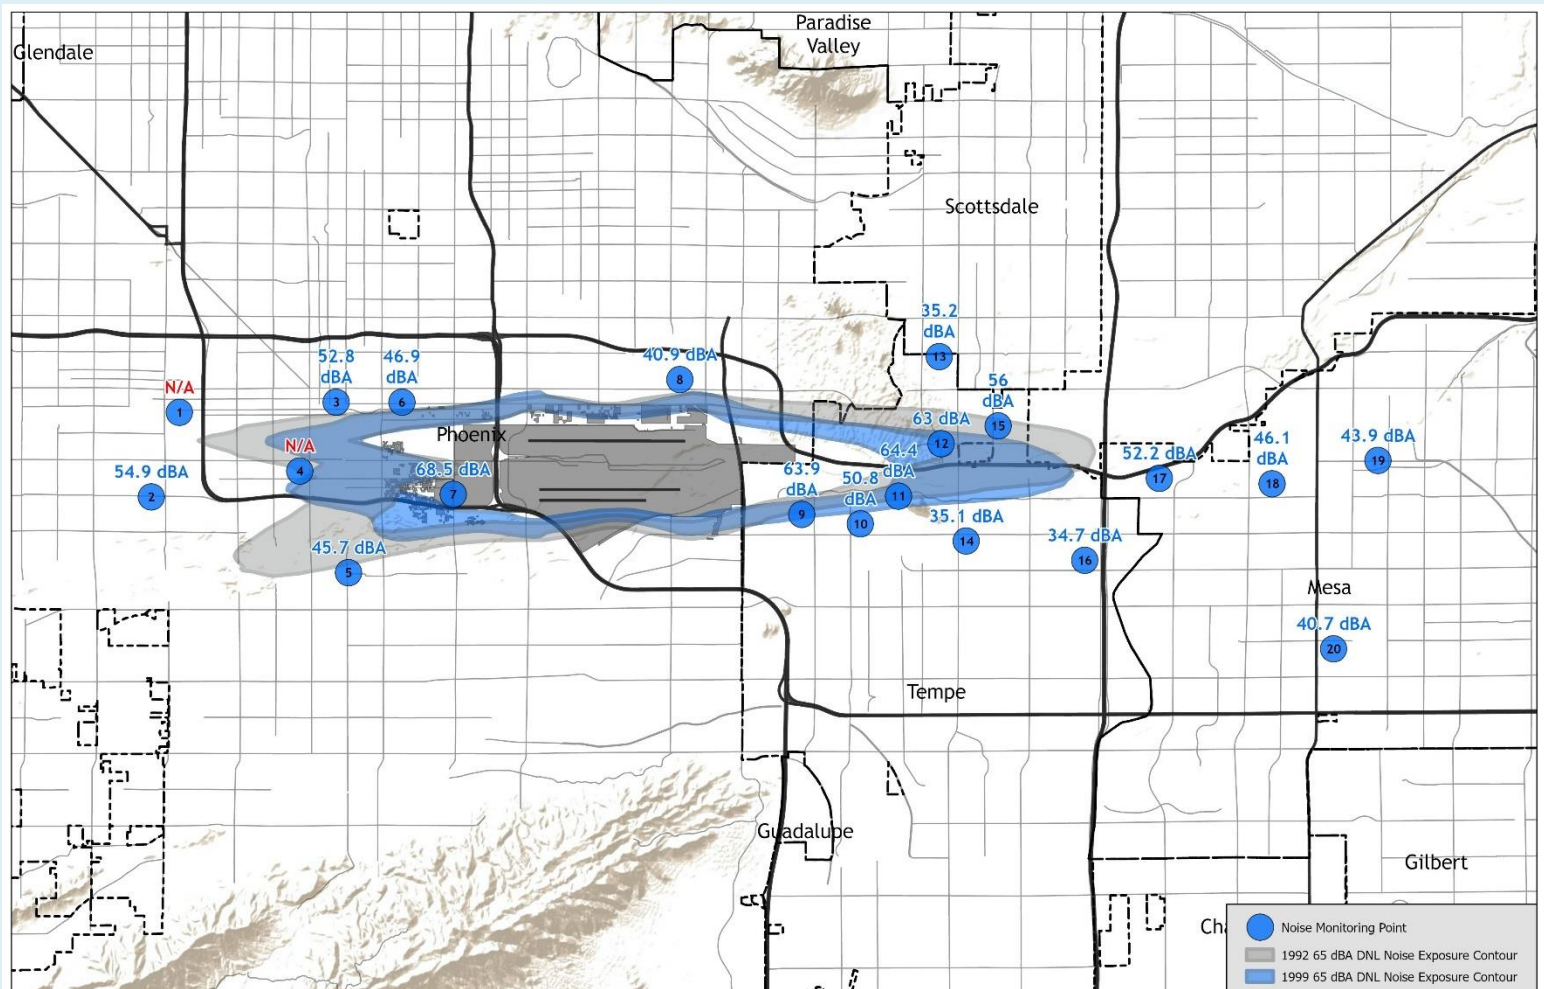 Glendale
Paradise
Valley
Scottsdale
35.2
dBA
13
52.8
dBA
3
46.9
dBA
6
40.9 dBA
8
N/A
1
56
dBA
15
63 dBA
12
Phoenix
N/A
4
54.9 dBA
2
68.5 dBA
7
64.4
dBA
11
63.9
dBA
9
50.8
dBA
10
52.2 dBA
17
46.1
dBA
18
43.9 dBA
19
35.1 dBA
14
34.7 dBA
16
45.7 dBA
5
Mesa
40.7 dBA
20
Tempe
Guadalupe
Gilbert
Cha
Noise Monitoring Point
1992 65 dBA DNL Noise Exposure Contour
1999 65 dBA DNL Noise Exposure Contour